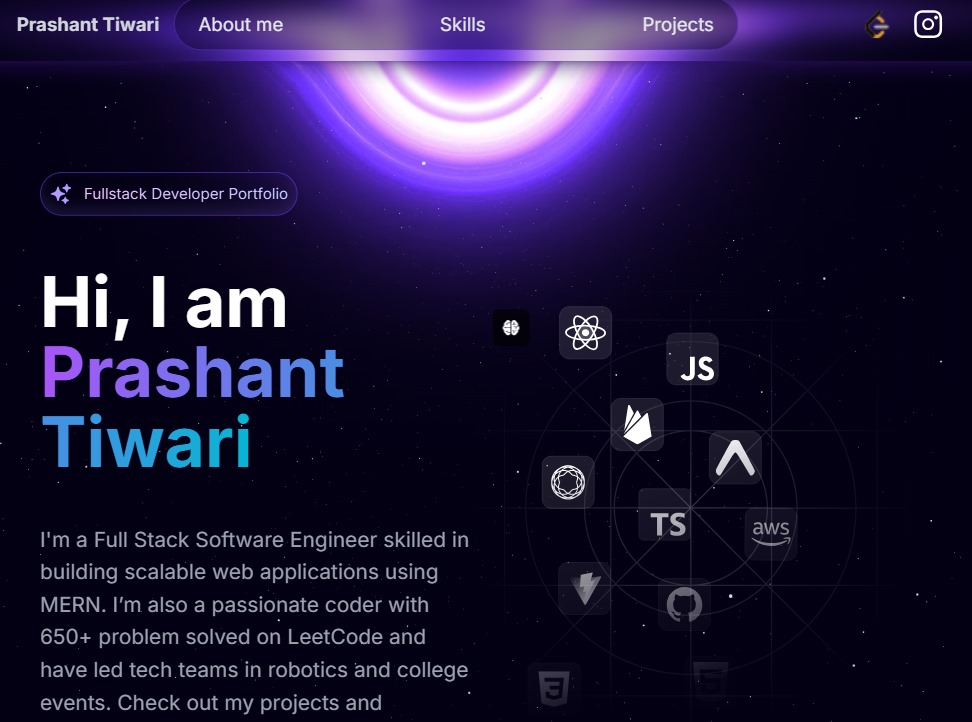 Prashant Tiwari
About me
Skills
Projects
Fullstack Developer Portfolio
Hi, I am
Prashant
Tiwari
I'm a Full Stack Software Engineer skilled in
building scalable web applications using
MERN. I’m also a passionate coder with
650+ problem solved on LeetCode and
have led tech teams in robotics and college
events. Check out my projects and
JS
TS
aws
3